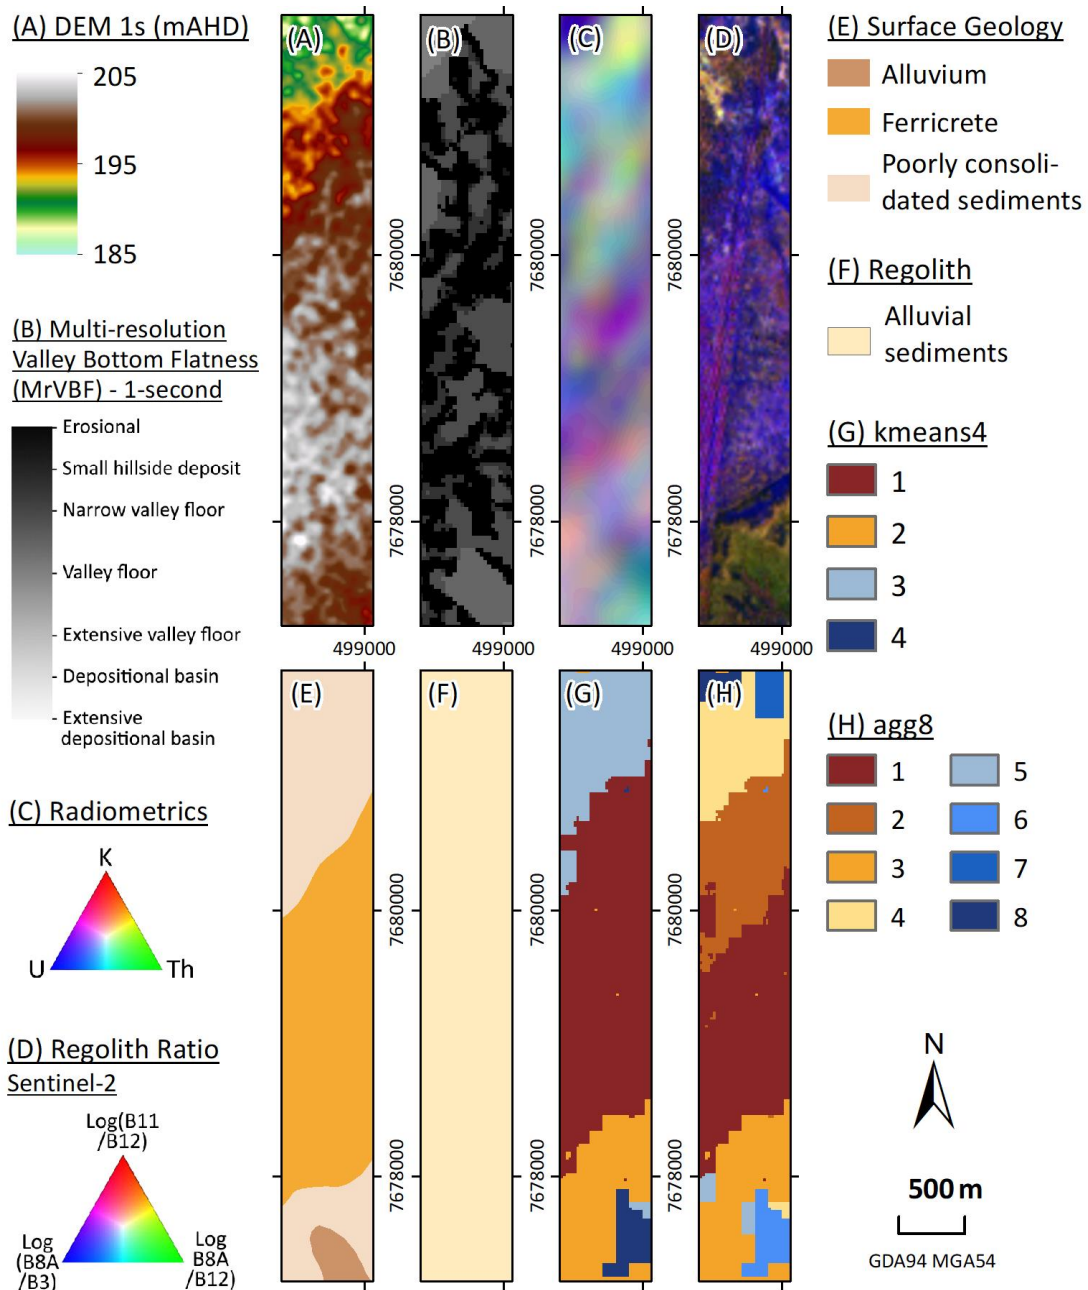 (A) DEM 1s (mAHD)
205
195
185
(B) Multi-resolution
Valley Bottom Flatness
(MrVBF) - 1-second
Erosional
Small hillside deposit
Narrow valley floor
Valley floor
Extensive valley floor
Depositional basin
Extensive
depositional basin
(C) Radiometrics
K
U
Th
(D) Regolith Ratio
Sentinel-2
Log(B11
/B12)
Log
(B8A
/B3)
Log
B8A
/B12)
(A)
(B)
(C)
(D)
7680000
7680000
7680000
7678000
7678000
7678000
499000
499000
499000
499000
(E)
(F)
(G)
(H)
7680000
7680000
7680000
7678000
7678000
7678000
(E) Surface Geology
Alluvium
Ferricrete
Poorly consoli-
dated sediments
(F) Regolith
Alluvial
sediments
(G) kmeans4
1
2
3
4
(H) agg8
1
2
3
4
5
6
7
8
N
500 m
GDA94 MGA54